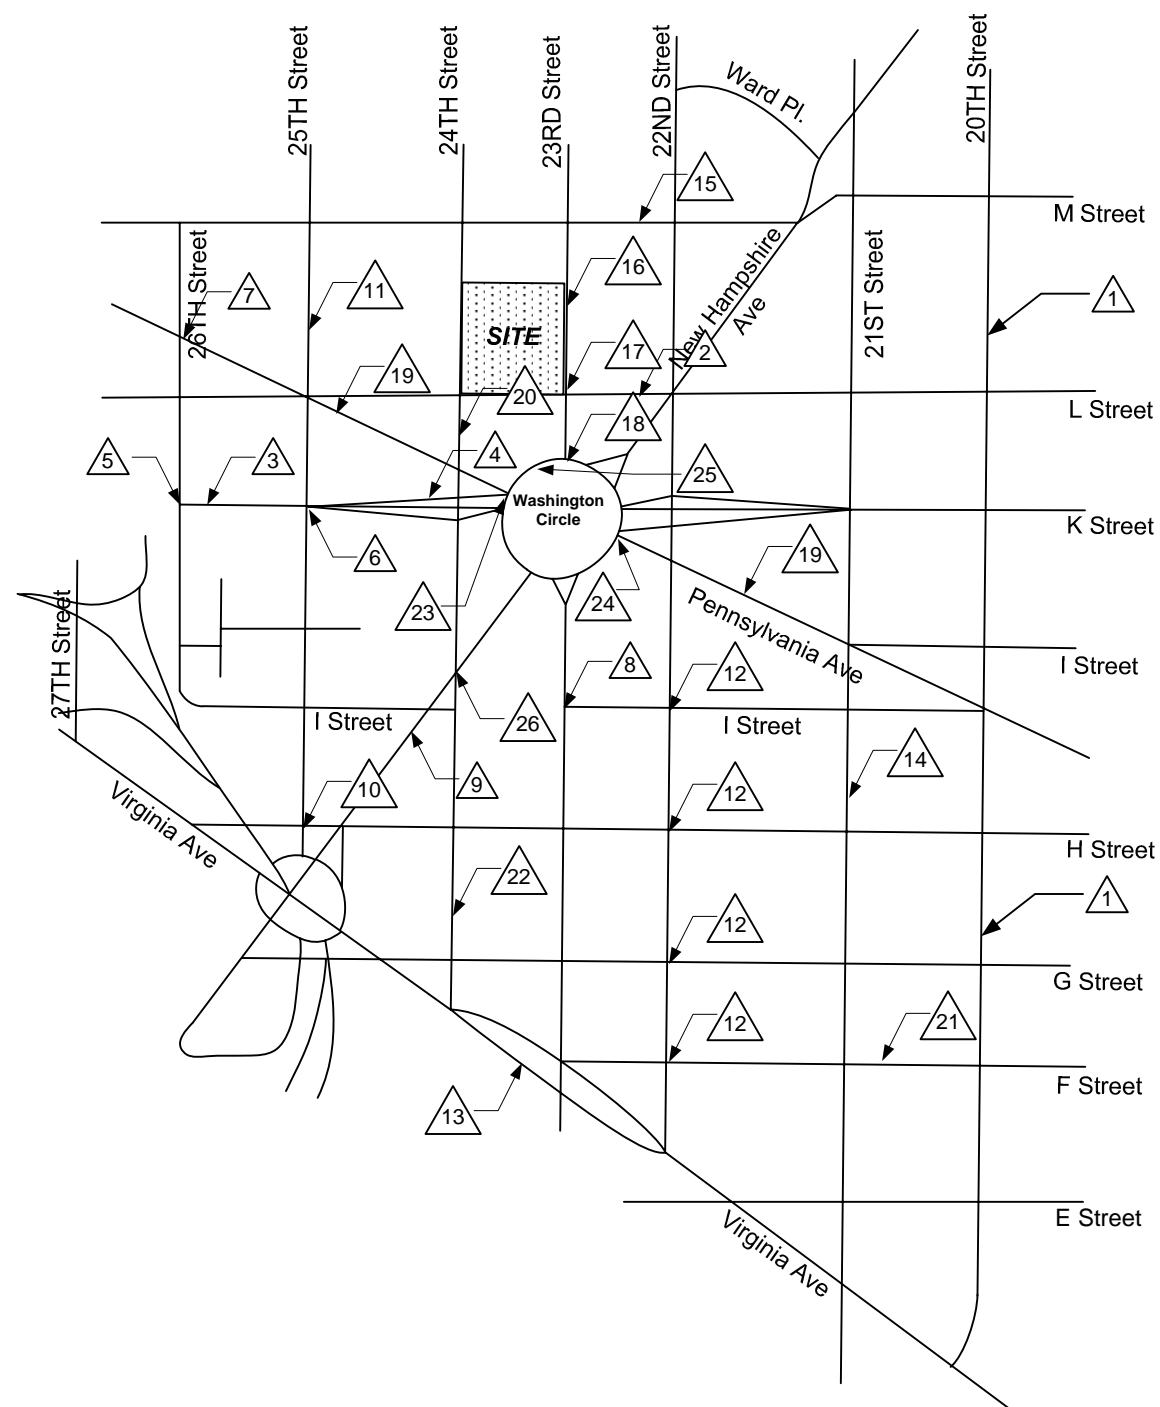 25TH Street
24TH Street
23RD Street
22ND Street
20TH Street
Ward Pl.
15
M Street
26TH Street
7
11
16
New Hampshire
Ave
21ST Street
1
SITE
17
2
19
20
18
L Street
5
3
4
25
Washington
Circle
K Street
6
23
24
19
27TH Street
Pennsylvania Ave
8
12
I Street
I Street
26
I Street
14
10
9
12
Virginia Ave
H Street
22
1
12
G Street
12
21
13
F Street
E Street
Virginia Ave